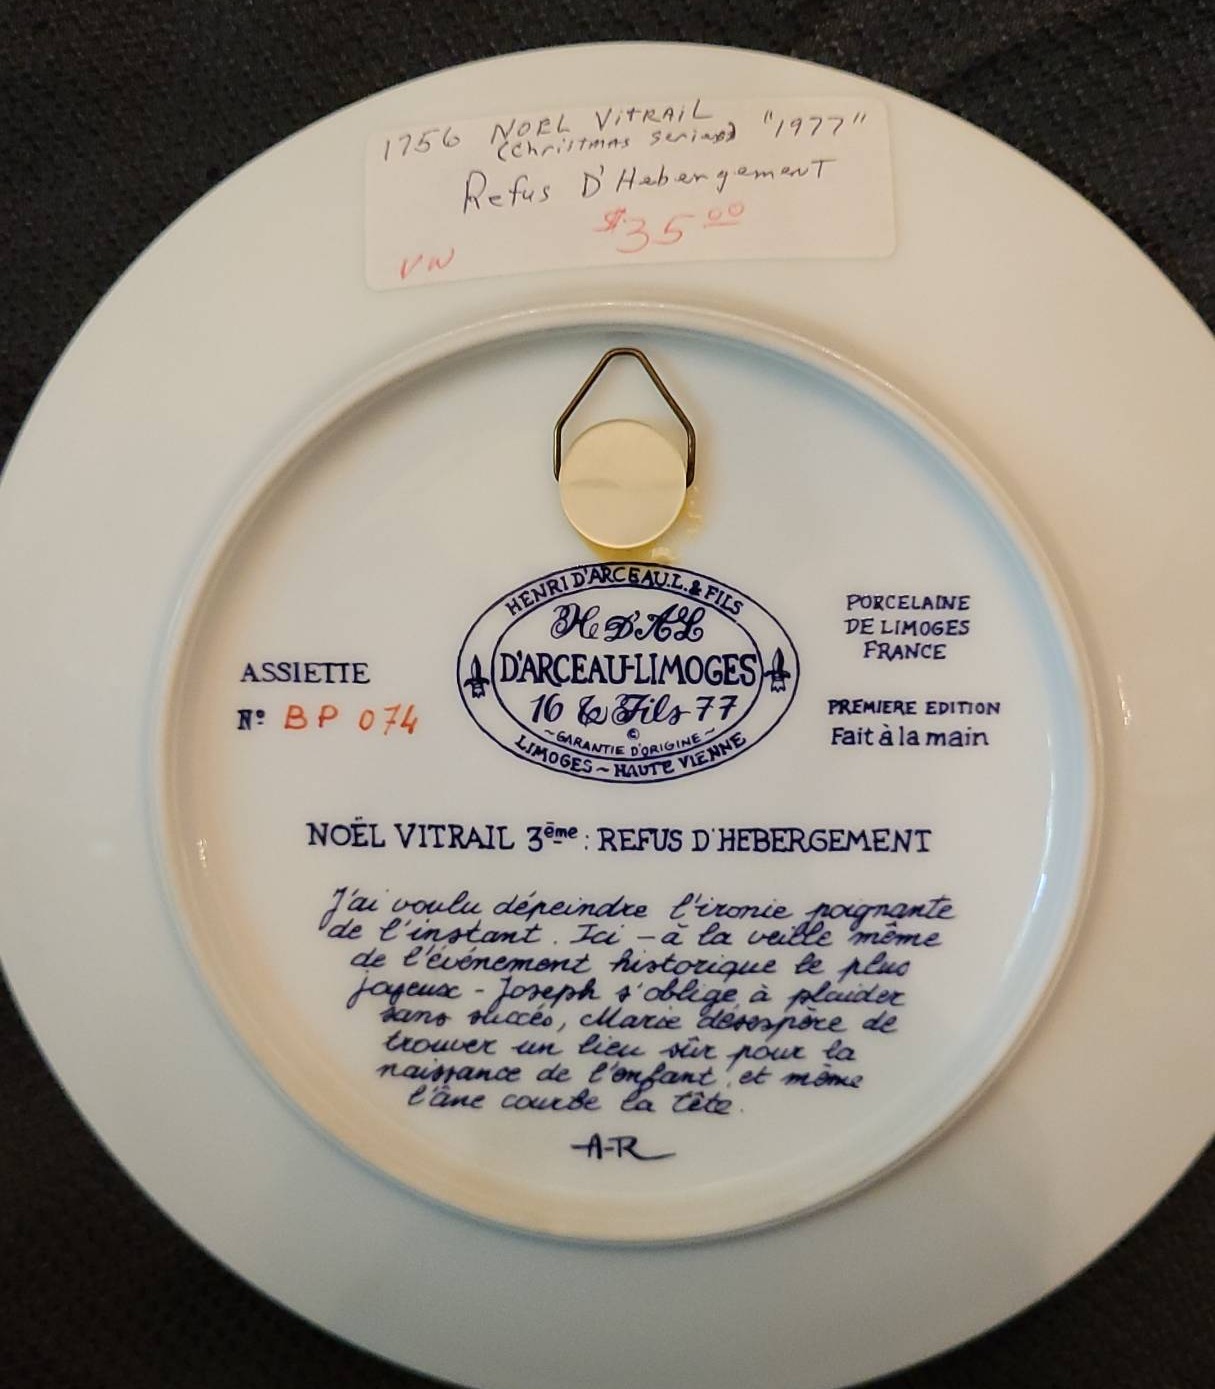 1756 NOEL VITRAIL "1977"
(Christmas Series)
Refus D'Hebergement
$35.00
VW
HENRI D'ARCEAU.L. & FILS
H D'AL
D'ARCEAU-LIMOGES
16 & Fils 77
©
~GARANTIE D'ORIGINE~
LIMOGES ~ HAUTE VIENNE
ASSIETTE
Nº BP 074
PORCELAINE
DE LIMOGES
FRANCE
PREMIERE EDITION
Fait à la main
NOËL VITRAIL 3ème : REFUS D'HEBERGEMENT
J'ai voulu dépeindre l'ironie poignante
de l'instant. Ici - à la veille même
de l'événement historique le plus
joyeux - Joseph s'oblige à plaider
sans succés, Marie désespère de
trouver un lieu sûr pour la
naissance de l'enfant, et même
l'âne courbe la tête.
A-R